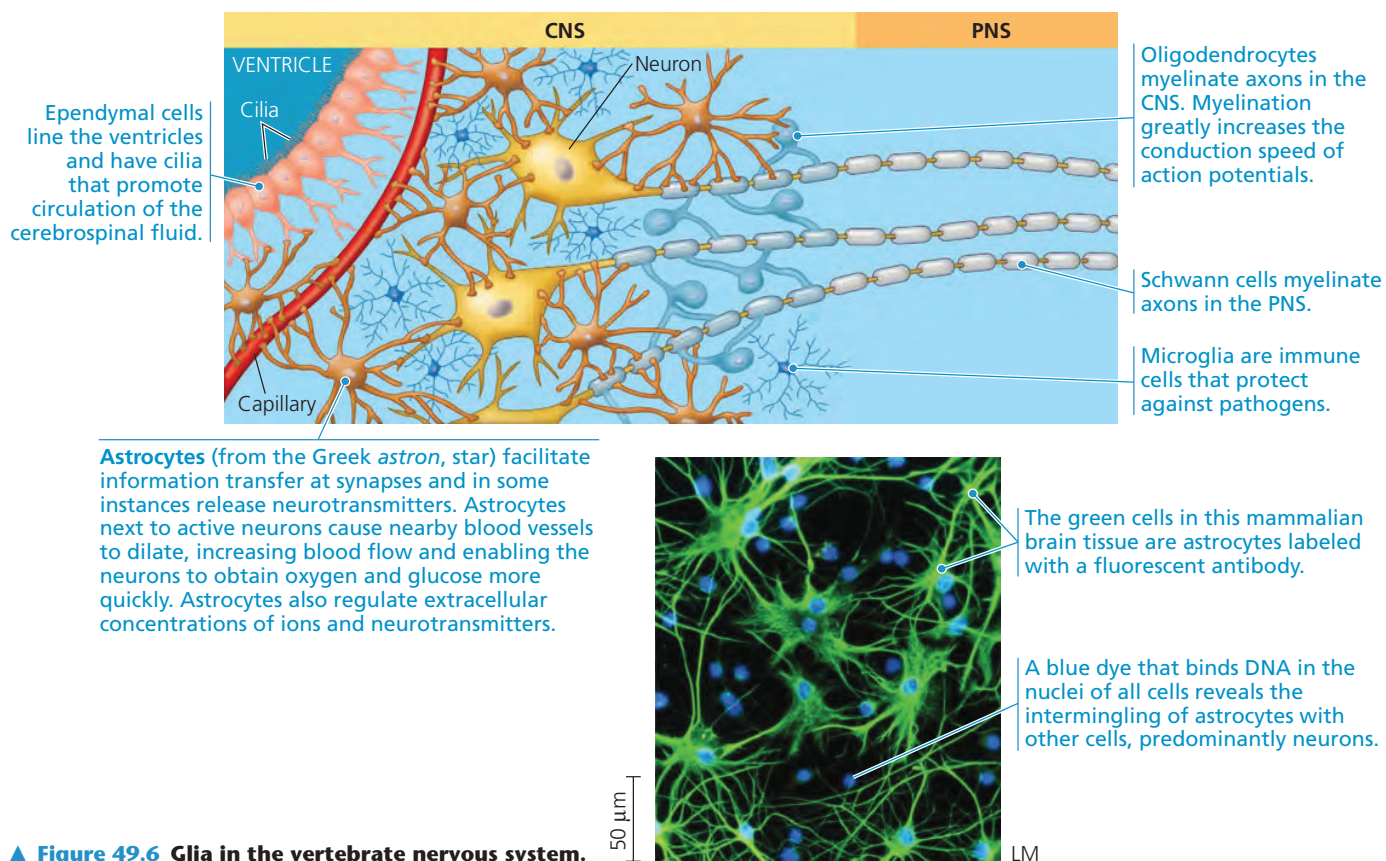 CNS
PNS
VENTRICLE
Cilia
Neuron
Capillary
Ependymal cells
line the ventricles
and have cilia
that promote
circulation of the
cerebrospinal fluid.
Oligodendrocytes
myelinate axons in the
CNS. Myelination
greatly increases the
conduction speed of
action potentials.
Schwann cells myelinate
axons in the PNS.
Microglia are immune
cells that protect
against pathogens.
Astrocytes (from the Greek astron, star) facilitate
information transfer at synapses and in some
instances release neurotransmitters. Astrocytes
next to active neurons cause nearby blood vessels
to dilate, increasing blood flow and enabling the
neurons to obtain oxygen and glucose more
quickly. Astrocytes also regulate extracellular
concentrations of ions and neurotransmitters.
The green cells in this mammalian
brain tissue are astrocytes labeled
with a fluorescent antibody.
A blue dye that binds DNA in the
nuclei of all cells reveals the
intermingling of astrocytes with
other cells, predominantly neurons.
50 μm
LM
▲ Figure 49.6 Glia in the vertebrate nervous system.